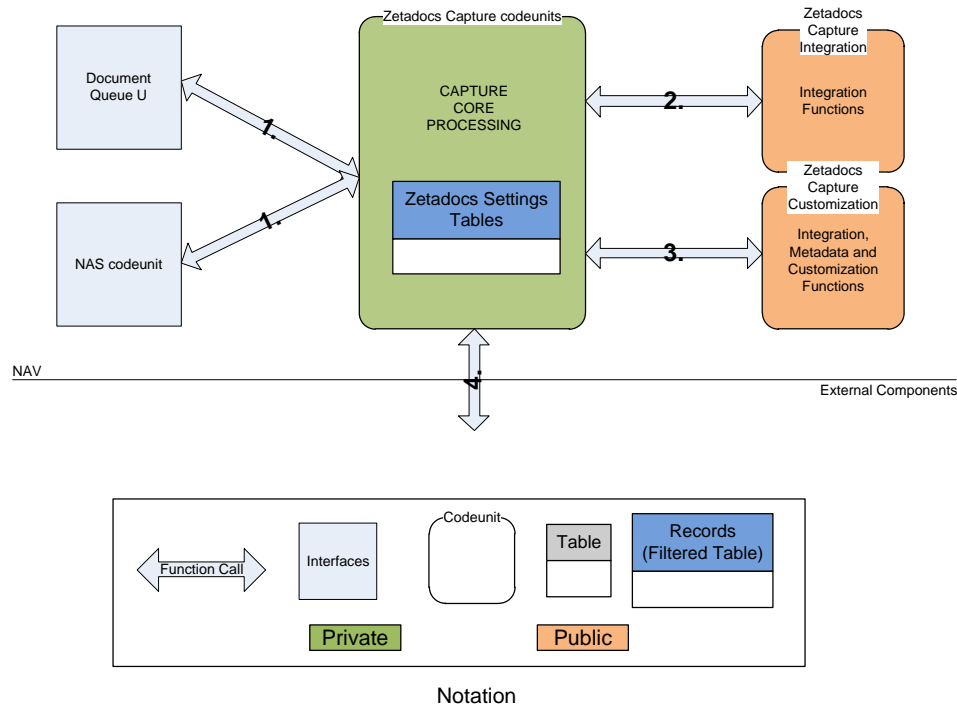 Zetadocs Capture codeunits
Zetadocs
Capture
Integration
Document
Queue U
CAPTURE
CORE
PROCESSING
Integration
Functions
1.
2.
Zetadocs
Capture
Customization
Zetadocs Settings
Tables
1.
NAS codeunit
3.
Integration,
Metadata and
Customization
Functions
NAV
4.
External Components
Function Call
Interfaces
Codeunit
Table
Records
(Filtered Table)
Private
Public
Notation